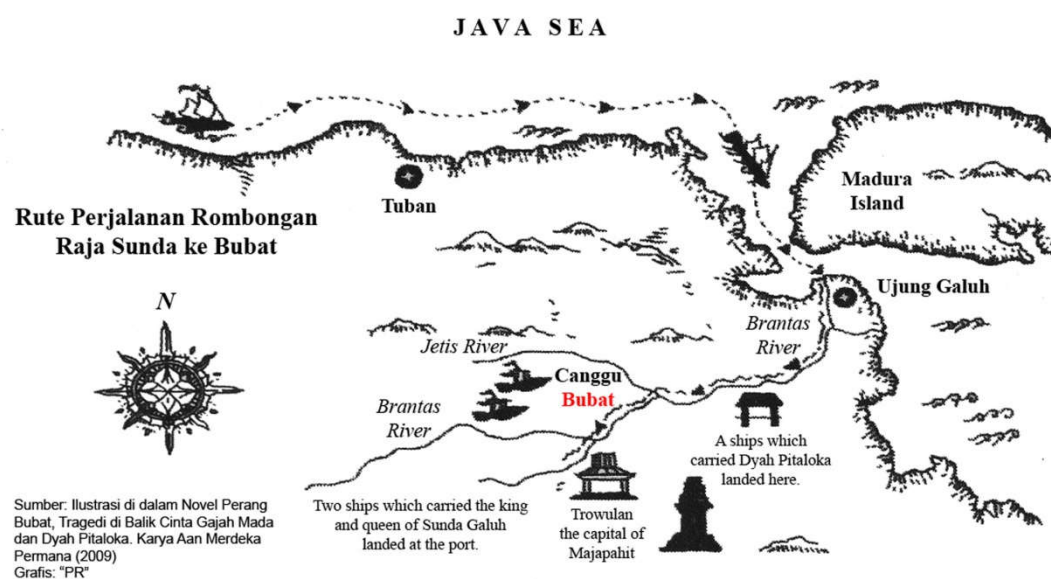 JAVA SEA
Madura
Island
Tuban
Rute Perjalanan Rombongan
Raja Sunda ke Bubat
Ujung Galuh
N
Brantas
River
Jetis River
Canggu
Bubat
Brantas
River
A ships which
carried Dyah Pitaloka
landed here.
Two ships which carried the king
and queen of Sunda Galuh
landed at the port.
Trowulan
the capital of
Majapahit
Sumber: Ilustrasi di dalam Novel Perang
Bubat, Tragedi di Balik Cinta Gajah Mada
dan Dyah Pitaloka. Karya Aan Merdeka
Permana (2009)
Grafis: "PR"